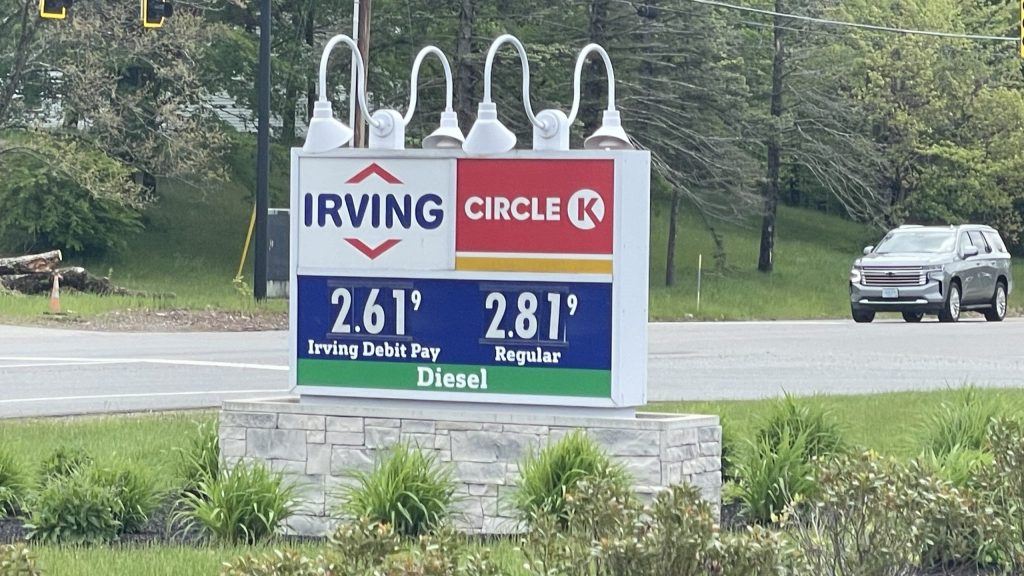 IRVING
CIRCLE K
2.61⁹ 2.81⁹
Irving Debit Pay Regular
Diesel